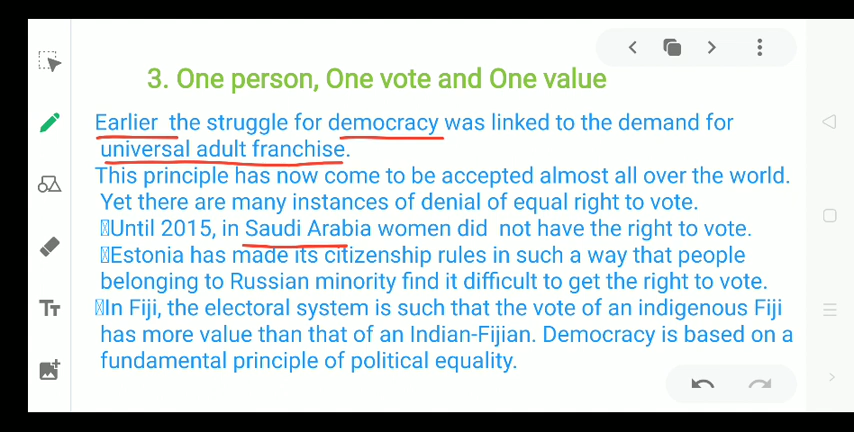 3. One person, One vote and One value
Earlier the struggle for democracy was linked to the demand for
universal adult franchise.
This principle has now come to be accepted almost all over the world.
Yet there are many instances of denial of equal right to vote.
Until 2015, in Saudi Arabia women did not have the right to vote.
Estonia has made its citizenship rules in such a way that people
belonging to Russian minority find it difficult to get the right to vote.
In Fiji, the electoral system is such that the vote of an indigenous Fiji
has more value than that of an Indian-Fijian. Democracy is based on a
fundamental principle of political equality.
TT